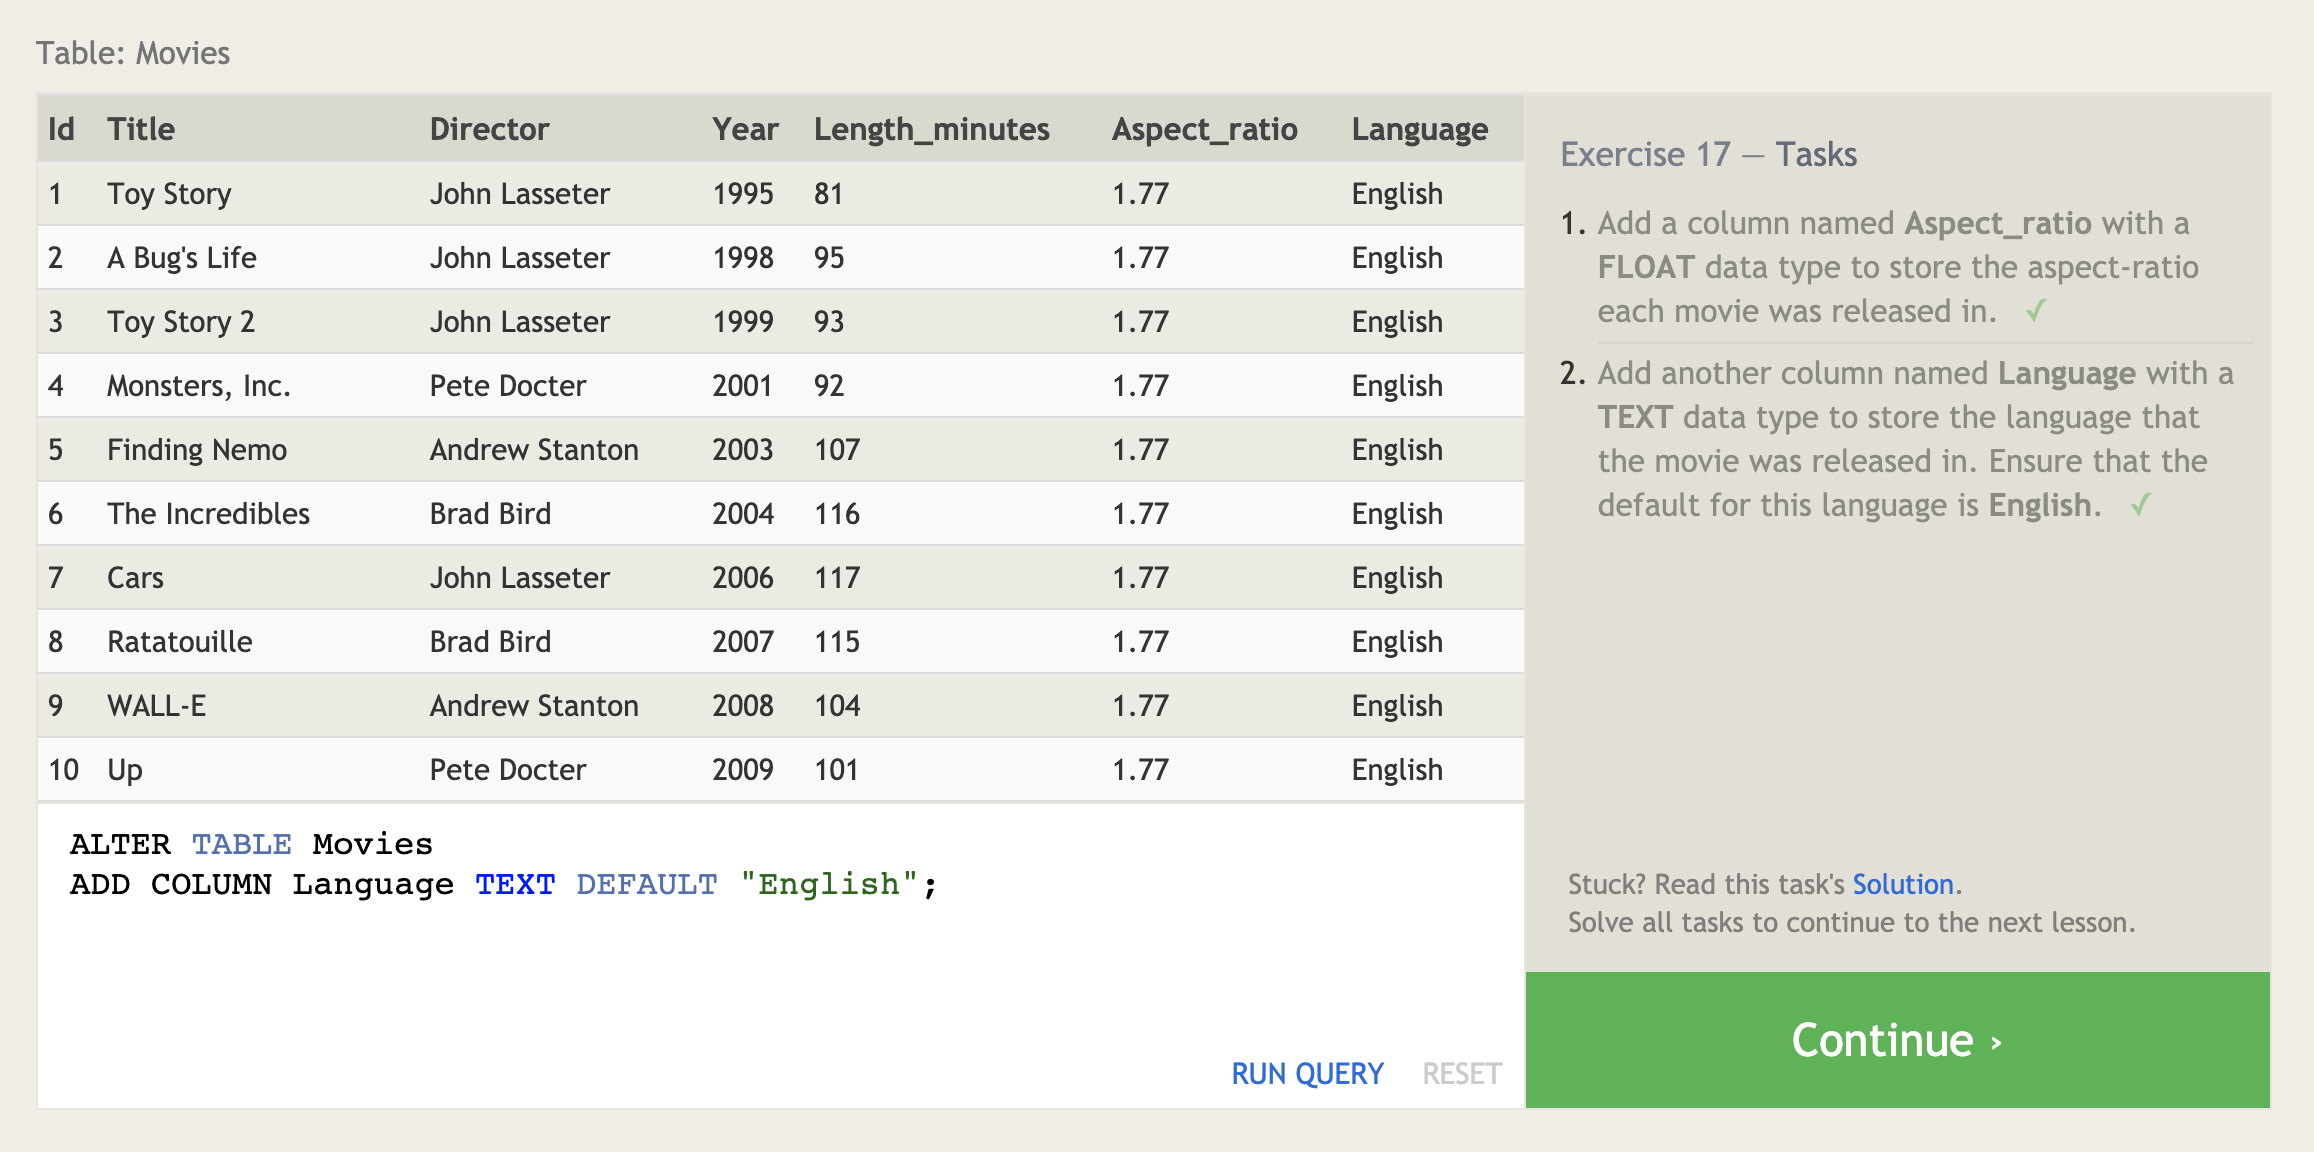 Table: Movies
Id Title Director Year Length_minutes Aspect_ratio Language
1 Toy Story John Lasseter 1995 81 1.77 English
2 A Bug's Life John Lasseter 1998 95 1.77 English
3 Toy Story 2 John Lasseter 1999 93 1.77 English
4 Monsters, Inc. Pete Docter 2001 92 1.77 English
5 Finding Nemo Andrew Stanton 2003 107 1.77 English
6 The Incredibles Brad Bird 2004 116 1.77 English
7 Cars John Lasseter 2006 117 1.77 English
8 Ratatouille Brad Bird 2007 115 1.77 English
9 WALL-E Andrew Stanton 2008 104 1.77 English
10 Up Pete Docter 2009 101 1.77 English
ALTER TABLE Movies
ADD COLUMN Language TEXT DEFAULT "English";
RUN QUERY RESET
Exercise 17 — Tasks
1. Add a column named Aspect_ratio with a
FLOAT data type to store the aspect-ratio
each movie was released in. ✓
2. Add another column named Language with a
TEXT data type to store the language that
the movie was released in. Ensure that the
default for this language is English. ✓
Stuck? Read this task's Solution.
Solve all tasks to continue to the next lesson.
Continue ›